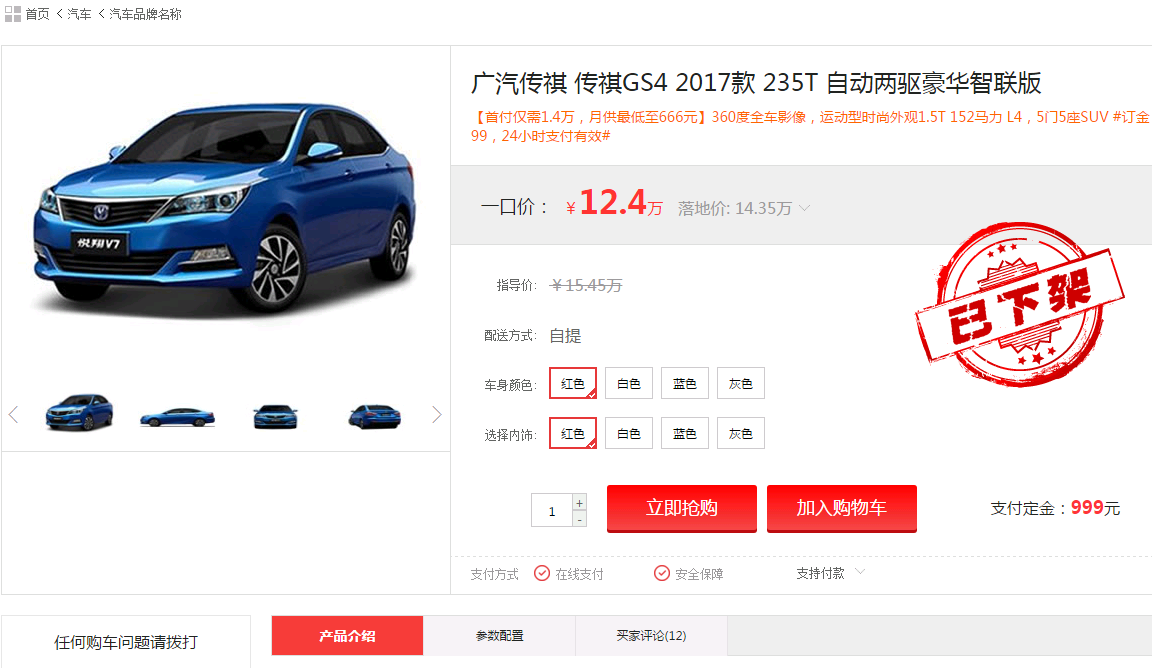 首页 < 汽车 < 汽车品牌名称
广汽传祺 传祺GS4 2017款 235T 自动两驱豪华智联版
【首付仅需1.4万，月供最低至666元】360度全车影像，运动型时尚外观1.5T 152马力 L4，5门5座SUV #订金
99，24小时支付有效#
一口价： ￥12.4万 落地价: 14.35万
悦翔V7
已下架
指导价: ￥15.45万
配送方式: 自提
车身颜色: 红色 白色 蓝色 灰色
选择内饰: 红色 白色 蓝色 灰色
1 + -
立即抢购 加入购物车 支付定金：999元
支付方式 在线支付 安全保障 支持付款
任何购车问题请拨打
产品介绍 参数配置 买家评论(12)